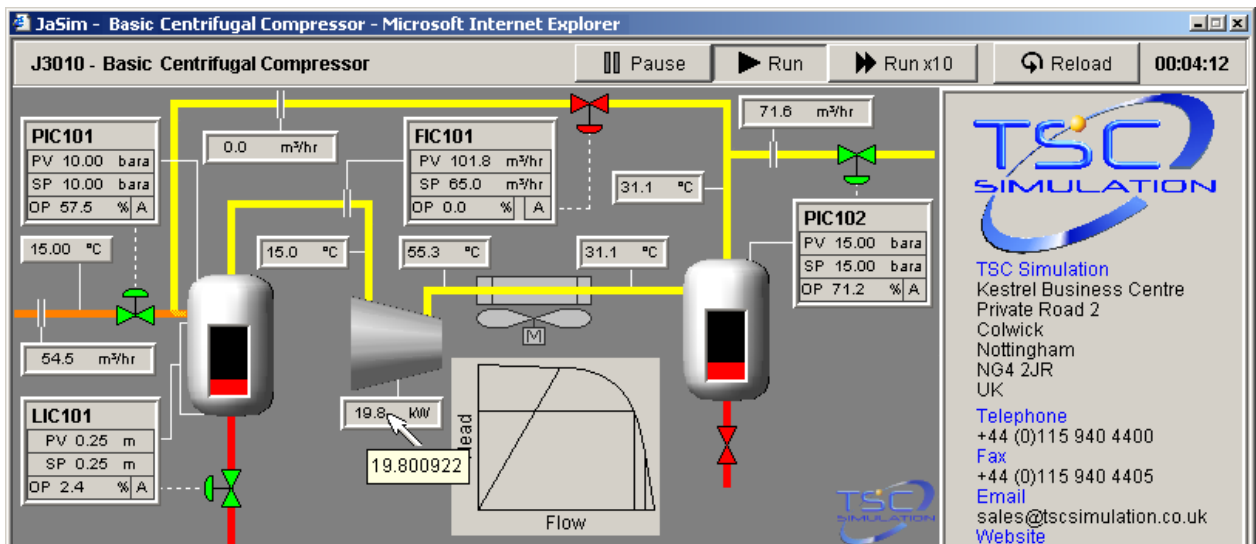 JaSim - Basic Centrifugal Compressor - Microsoft Internet Explorer
J3010 - Basic Centrifugal Compressor
Pause
Run
Run x10
Reload
00:04:12
PIC101
PV 10.00 bara
SP 10.00 bara
OP 57.5 % A
0.0 m³/hr
FIC101
PV 101.8 m³/hr
SP 65.0 m³/hr
OP 0.0 % A
71.6 m³/hr
31.1 °C
PIC102
PV 15.00 bara
SP 15.00 bara
OP 71.2 % A
15.00 °C
15.0 °C
55.3 °C
31.1 °C
M
54.5 m³/hr
19.8 kW
19.800922
LIC101
PV 0.25 m
SP 0.25 m
OP 2.4 % A
Flow
TSC
SIMULATION
TSC
SIMULATION
TSC Simulation
Kestrel Business Centre
Private Road 2
Colwick
Nottingham
NG4 2JR
UK
Telephone
+44 (0)115 940 4400
Fax
+44 (0)115 940 4405
Email
sales@tscsimulation.co.uk
Website